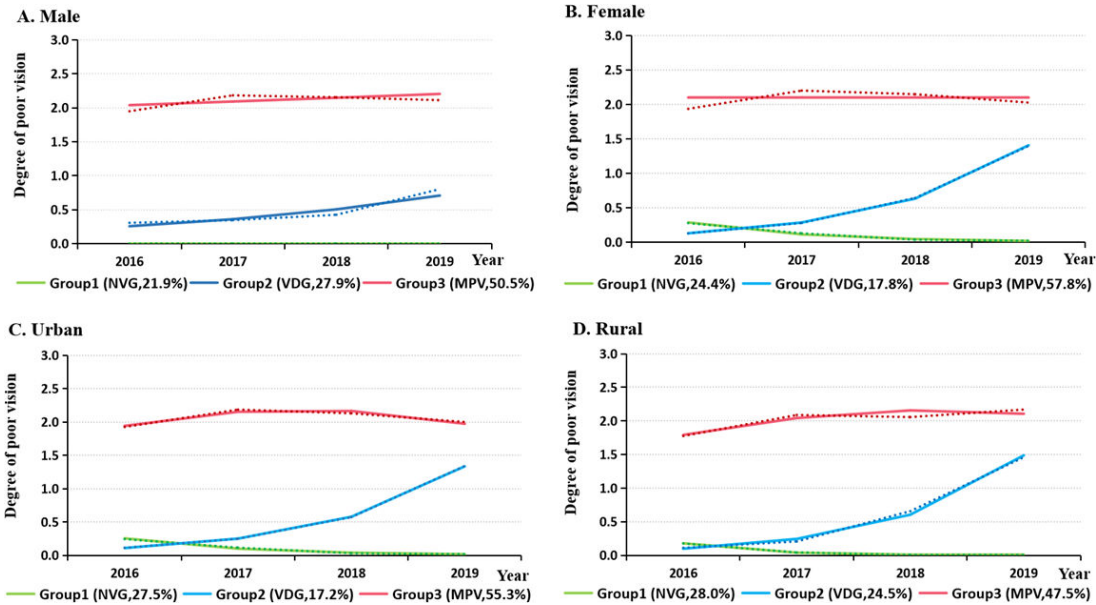 A. Male
Degree of poor vision
3.0
2.5
2.0
1.5
1.0
0.5
0.0
2016 2017 2018 2019 Year
Group1 (NVG,21.9%) Group2 (VDG,27.9%) Group3 (MPV,50.5%)
B. Female
Degree of poor vision
3.0
2.5
2.0
1.5
1.0
0.5
0.0
2016 2017 2018 2019 Year
Group1 (NVG,24.4%) Group2 (VDG,17.8%) Group3 (MPV,57.8%)
C. Urban
Degree of poor vision
3.0
2.5
2.0
1.5
1.0
0.5
0.0
2016 2017 2018 2019 Year
Group1 (NVG,27.5%) Group2 (VDG,17.2%) Group3 (MPV,55.3%)
D. Rural
Degree of poor vision
3.0
2.5
2.0
1.5
1.0
0.5
0.0
2016 2017 2018 2019 Year
Group1 (NVG,28.0%) Group2 (VDG,24.5%) Group3 (MPV,47.5%)